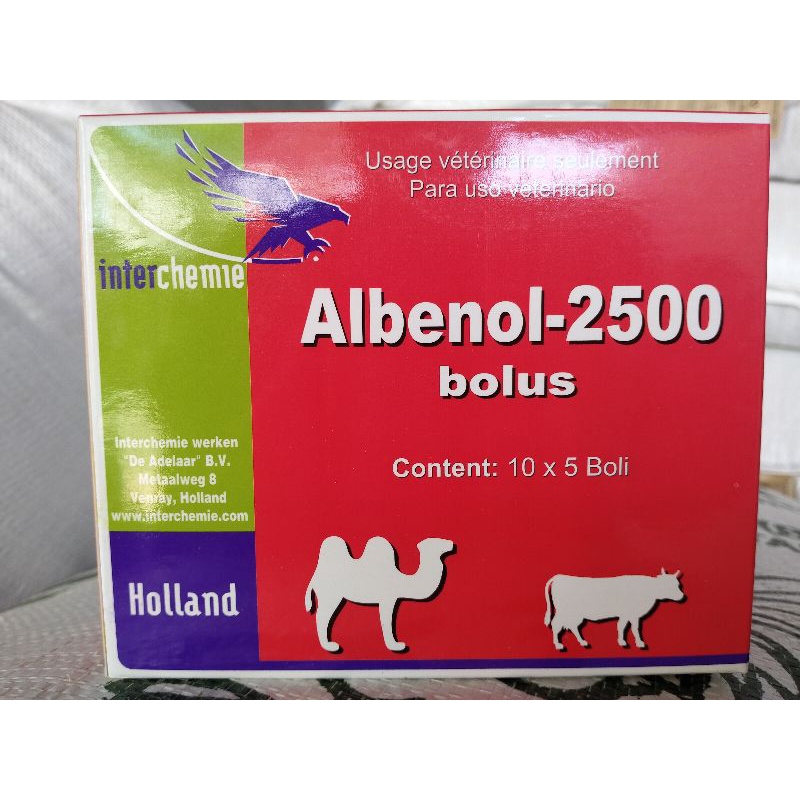 Usage vétérinaire seulement
Para uso veterinario
interchemie
Albenol-2500
bolus
Content: 10 x 5 Boli
Interchemie werken
"De Adelaar" B.V.
Metaalweg 8
Venray, Holland
www.interchemie.com
Holland